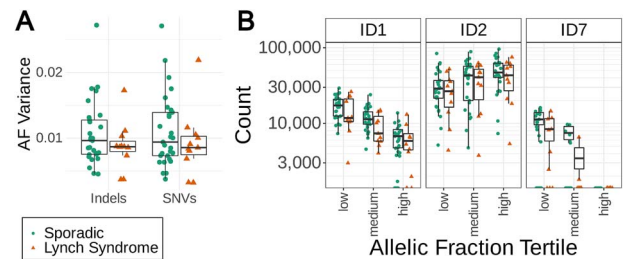 A
AF Variance
0.02
0.01
Indels
SNVs
Sporadic
Lynch Syndrome
B
ID1
ID2
ID7
Count
100,000
30,000
10,000
3,000
low
medium
high
low
medium
high
low
medium
high
Allelic Fraction Tertile